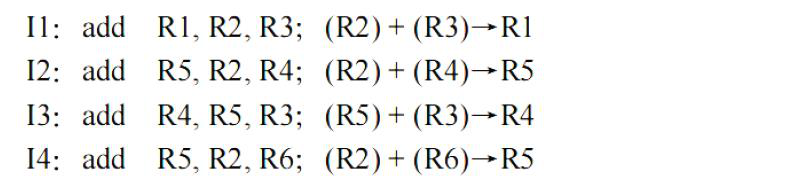 I1: add R1, R2, R3; (R2) + (R3)→R1
I2: add R5, R2, R4; (R2) + (R4)→R5
I3: add R4, R5, R3; (R5) + (R3)→R4
I4: add R5, R2, R6; (R2) + (R6)→R5